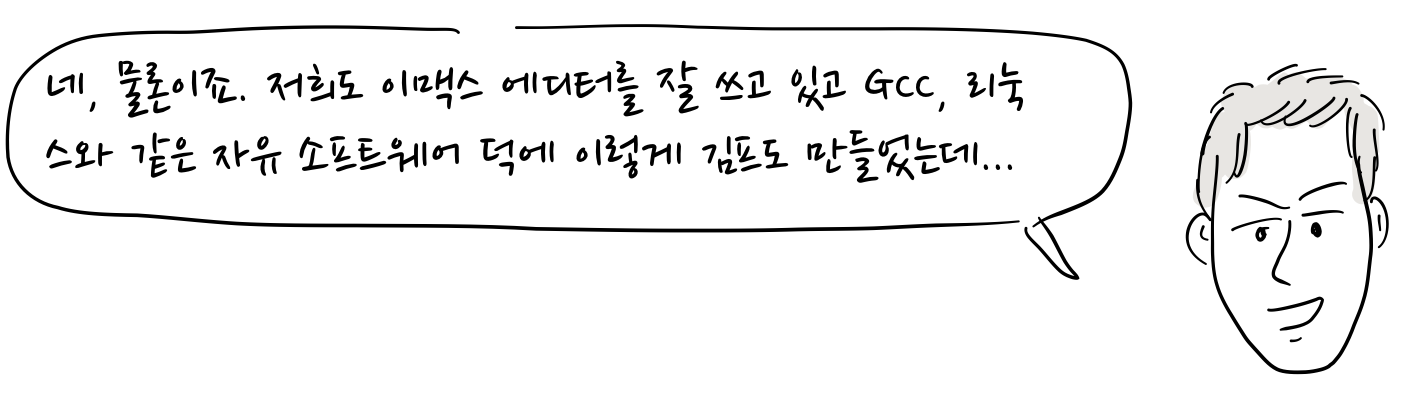 네, 물론이죠. 저희도 이맥스 에디터를 잘 쓰고 있고 GCC, 리눅
스와 같은 자유 소프트웨어 덕에 이렇게 김프도 만들었는데...